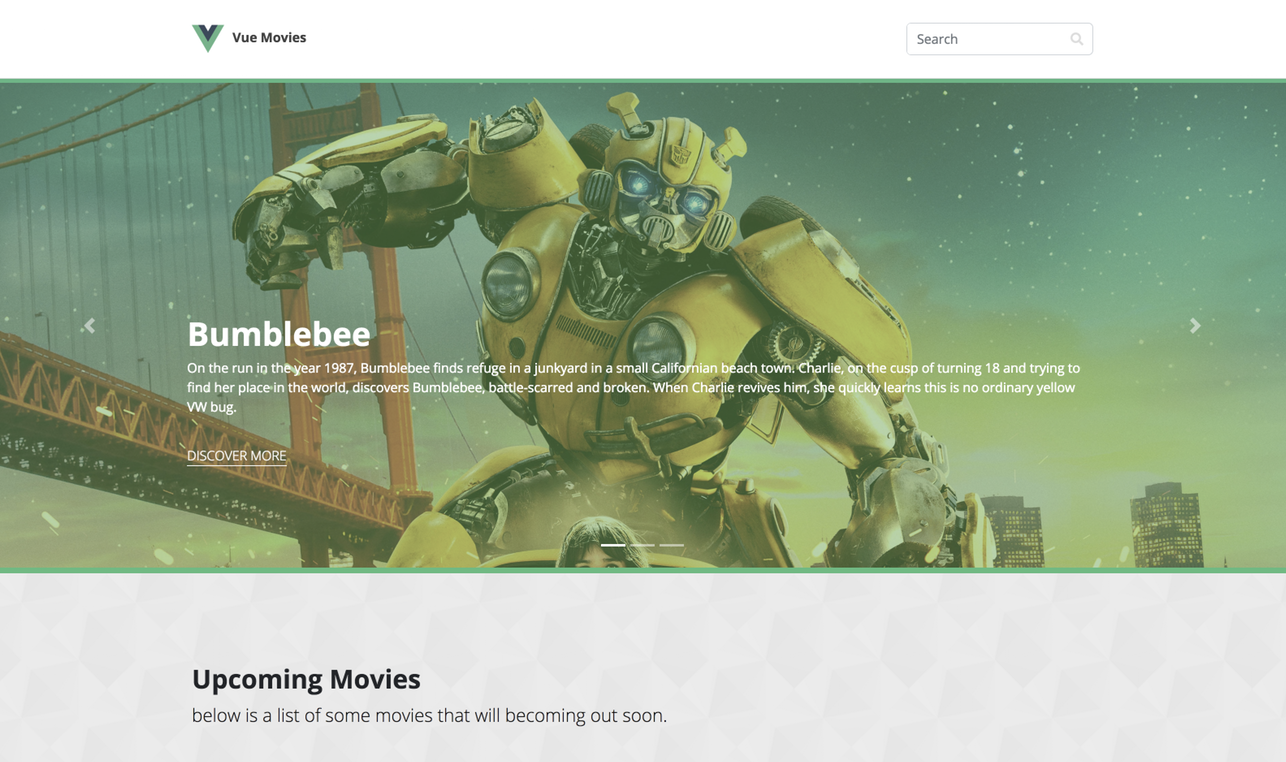 Vue Movies
Search
Bumblebee
On the run in the year 1987, Bumblebee finds refuge in a junkyard in a small Californian beach town. Charlie, on the cusp of turning 18 and trying to
find her place in the world, discovers Bumblebee, battle-scarred and broken. When Charlie revives him, she quickly learns this is no ordinary yellow
VW bug.
DISCOVER MORE
Upcoming Movies
below is a list of some movies that will becoming out soon.